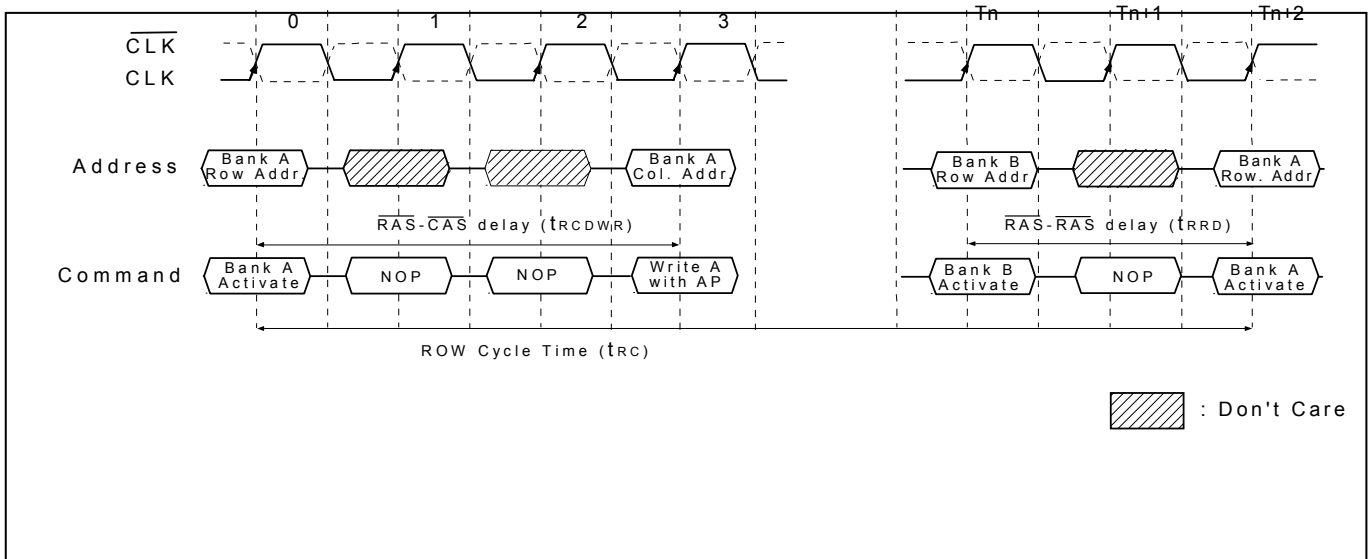 0 1 2 3 Tn Tn+1 Tn+2
CLK
CLK
Address
Bank A
Row Addr.
Bank A
Col. Addr.
Bank B
Row Addr
Bank A
Row. Addr
RAS-CAS delay (tRCDWR)
RAS-RAS delay (tRRD)
Command
Bank A
Activate
NOP
NOP
Write A
with AP
Bank B
Activate
NOP
Bank A
Activate
ROW Cycle Time (tRC)
: Don't Care